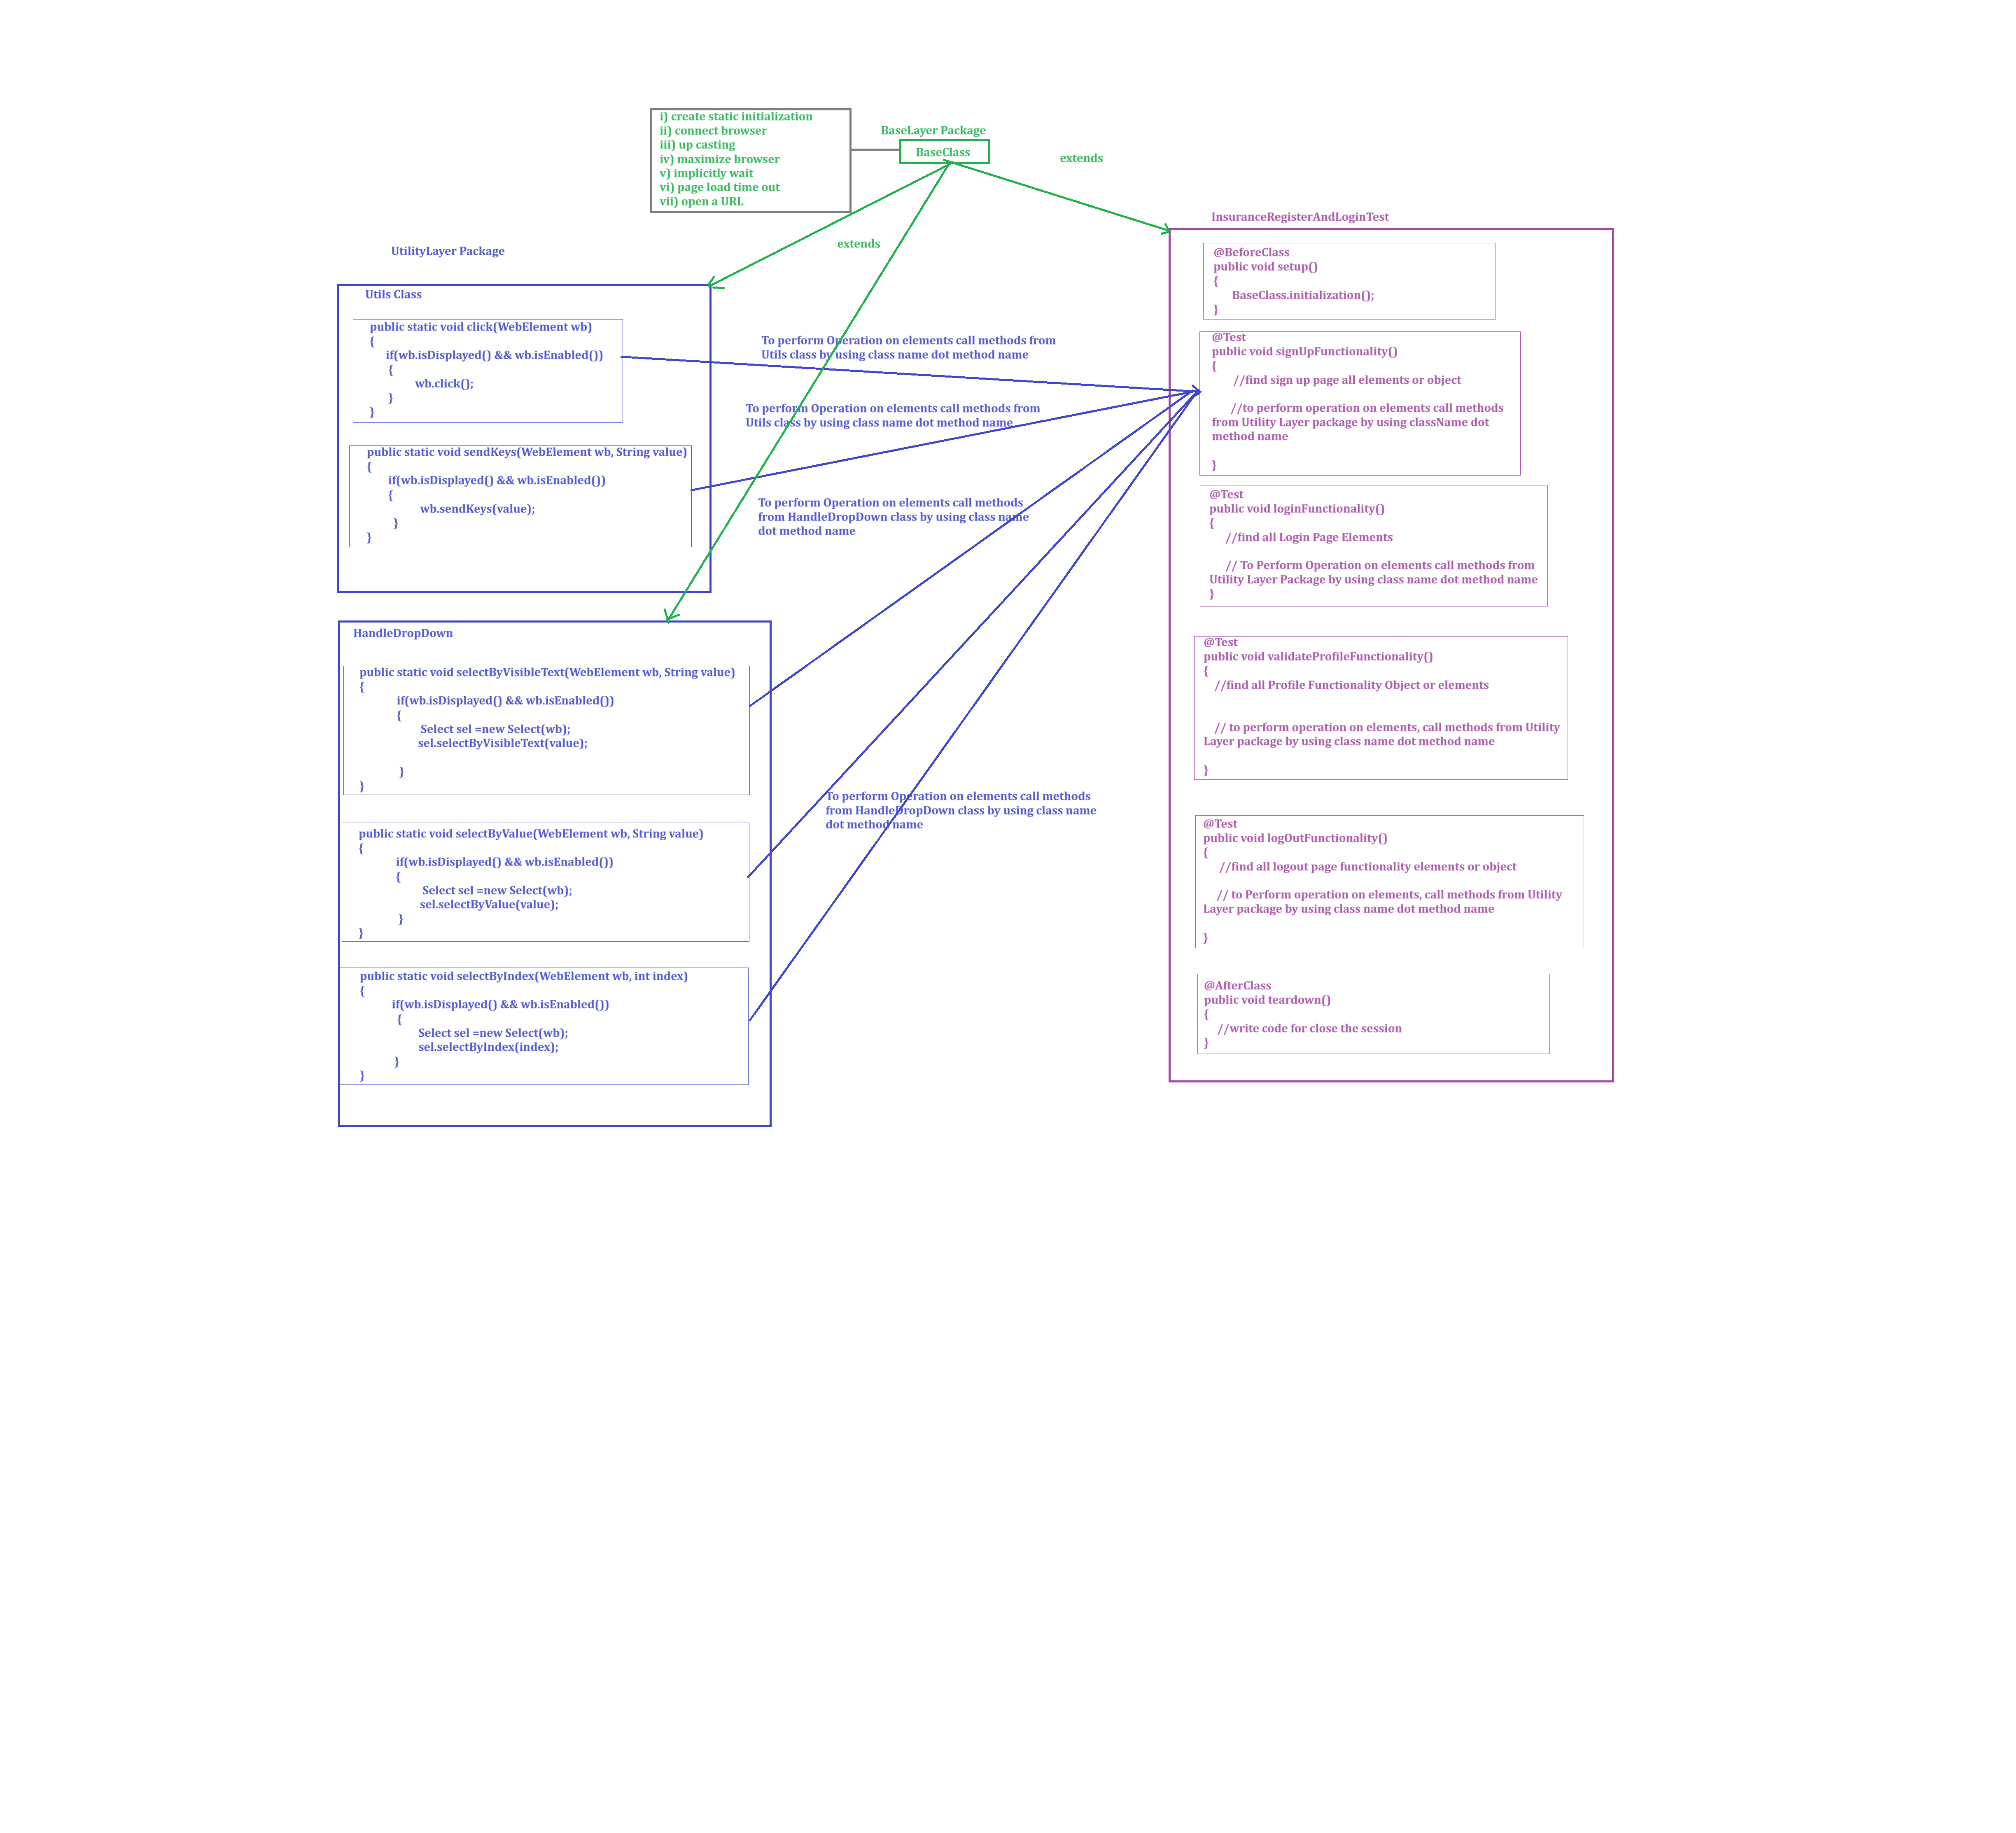 i) create static initialization
ii) connect browser
iii) up casting
iv) maximize browser
v) implicitly wait
vi) page load time out
vii) open a URL
BaseLayer Package
BaseClass
extends
extends
UtilityLayer Package
Utils Class
public static void click(WebElement wb)
{
if(wb.isDisplayed() && wb.isEnabled())
{
wb.click();
}
}
public static void sendKeys(WebElement wb, String value)
{
if(wb.isDisplayed() && wb.isEnabled())
{
wb.sendKeys(value);
}
}
HandleDropDown
public static void selectByVisibleText(WebElement wb, String value)
{
if(wb.isDisplayed() && wb.isEnabled())
{
Select sel =new Select(wb);
sel.selectByVisibleText(value);
}
}
public static void selectByValue(WebElement wb, String value)
{
if(wb.isDisplayed() && wb.isEnabled())
{
Select sel =new Select(wb);
sel.selectByValue(value);
}
}
public static void selectByIndex(WebElement wb, int index)
{
if(wb.isDisplayed() && wb.isEnabled())
{
Select sel =new Select(wb);
sel.selectByIndex(index);
}
}
To perform Operation on elements call methods from
Utils class by using class name dot method name
To perform Operation on elements call methods from
Utils class by using class name dot method name
To perform Operation on elements call methods
from HandleDropDown class by using class name
dot method name
To perform Operation on elements call methods
from HandleDropDown class by using class name
dot method name
InsuranceRegisterAndLoginTest
@BeforeClass
public void setup()
{
BaseClass.initialization();
}
@Test
public void signUpFunctionality()
{
//find sign up page all elements or object
//to perform operation on elements call methods
from Utility Layer package by using className dot
method name
}
@Test
public void loginFunctionality()
{
//find all Login Page Elements
// To Perform Operation on elements call methods from
Utility Layer Package by using class name dot method name
}
@Test
public void validateProfileFunctionality()
{
//find all Profile Functionality Object or elements
// to perform operation on elements, call methods from Utility
Layer package by using class name dot method name
}
@Test
public void logOutFunctionality()
{
//find all logout page functionality elements or object
// to Perform operation on elements, call methods from Utility
Layer package by using class name dot method name
}
@AfterClass
public void teardown()
{
//write code for close the session
}